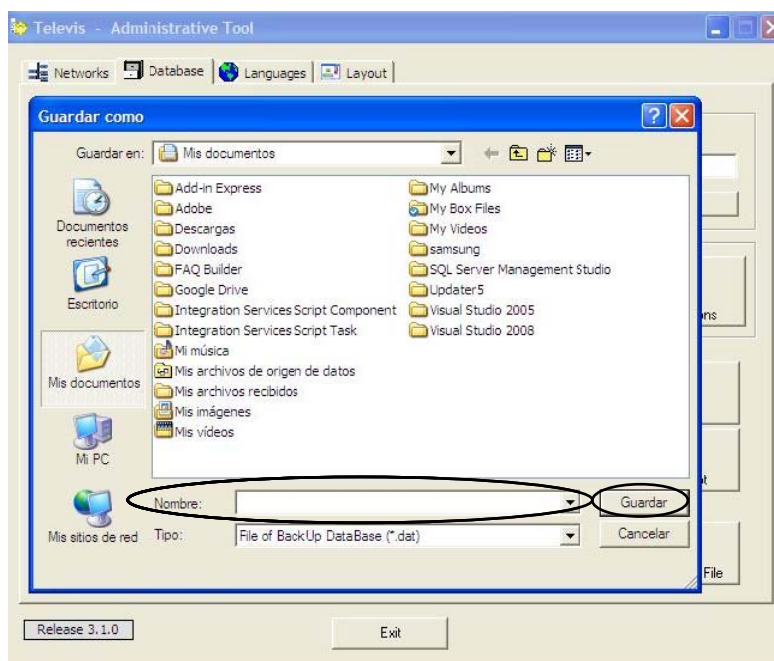 Televis - Administrative Tool
Networks Database Languages Layout
Guardar como
Guardar en: Mis documentos
Documentos recientes
Escritorio
Mis documentos
Mi PC
Mis sitios de red
Add-in Express
Adobe
Descargas
Downloads
FAQ Builder
Google Drive
Integration Services Script Component
Integration Services Script Task
Mi música
Mis archivos de origen de datos
Mis archivos recibidos
Mis imágenes
Mis vídeos
My Albums
My Box Files
My Videos
samsung
SQL Server Management Studio
Updater5
Visual Studio 2005
Visual Studio 2008
Nombre:
Guardar
Tipo: File of BackUp DataBase (*.dat)
Cancelar
File
Release 3.1.0
Exit